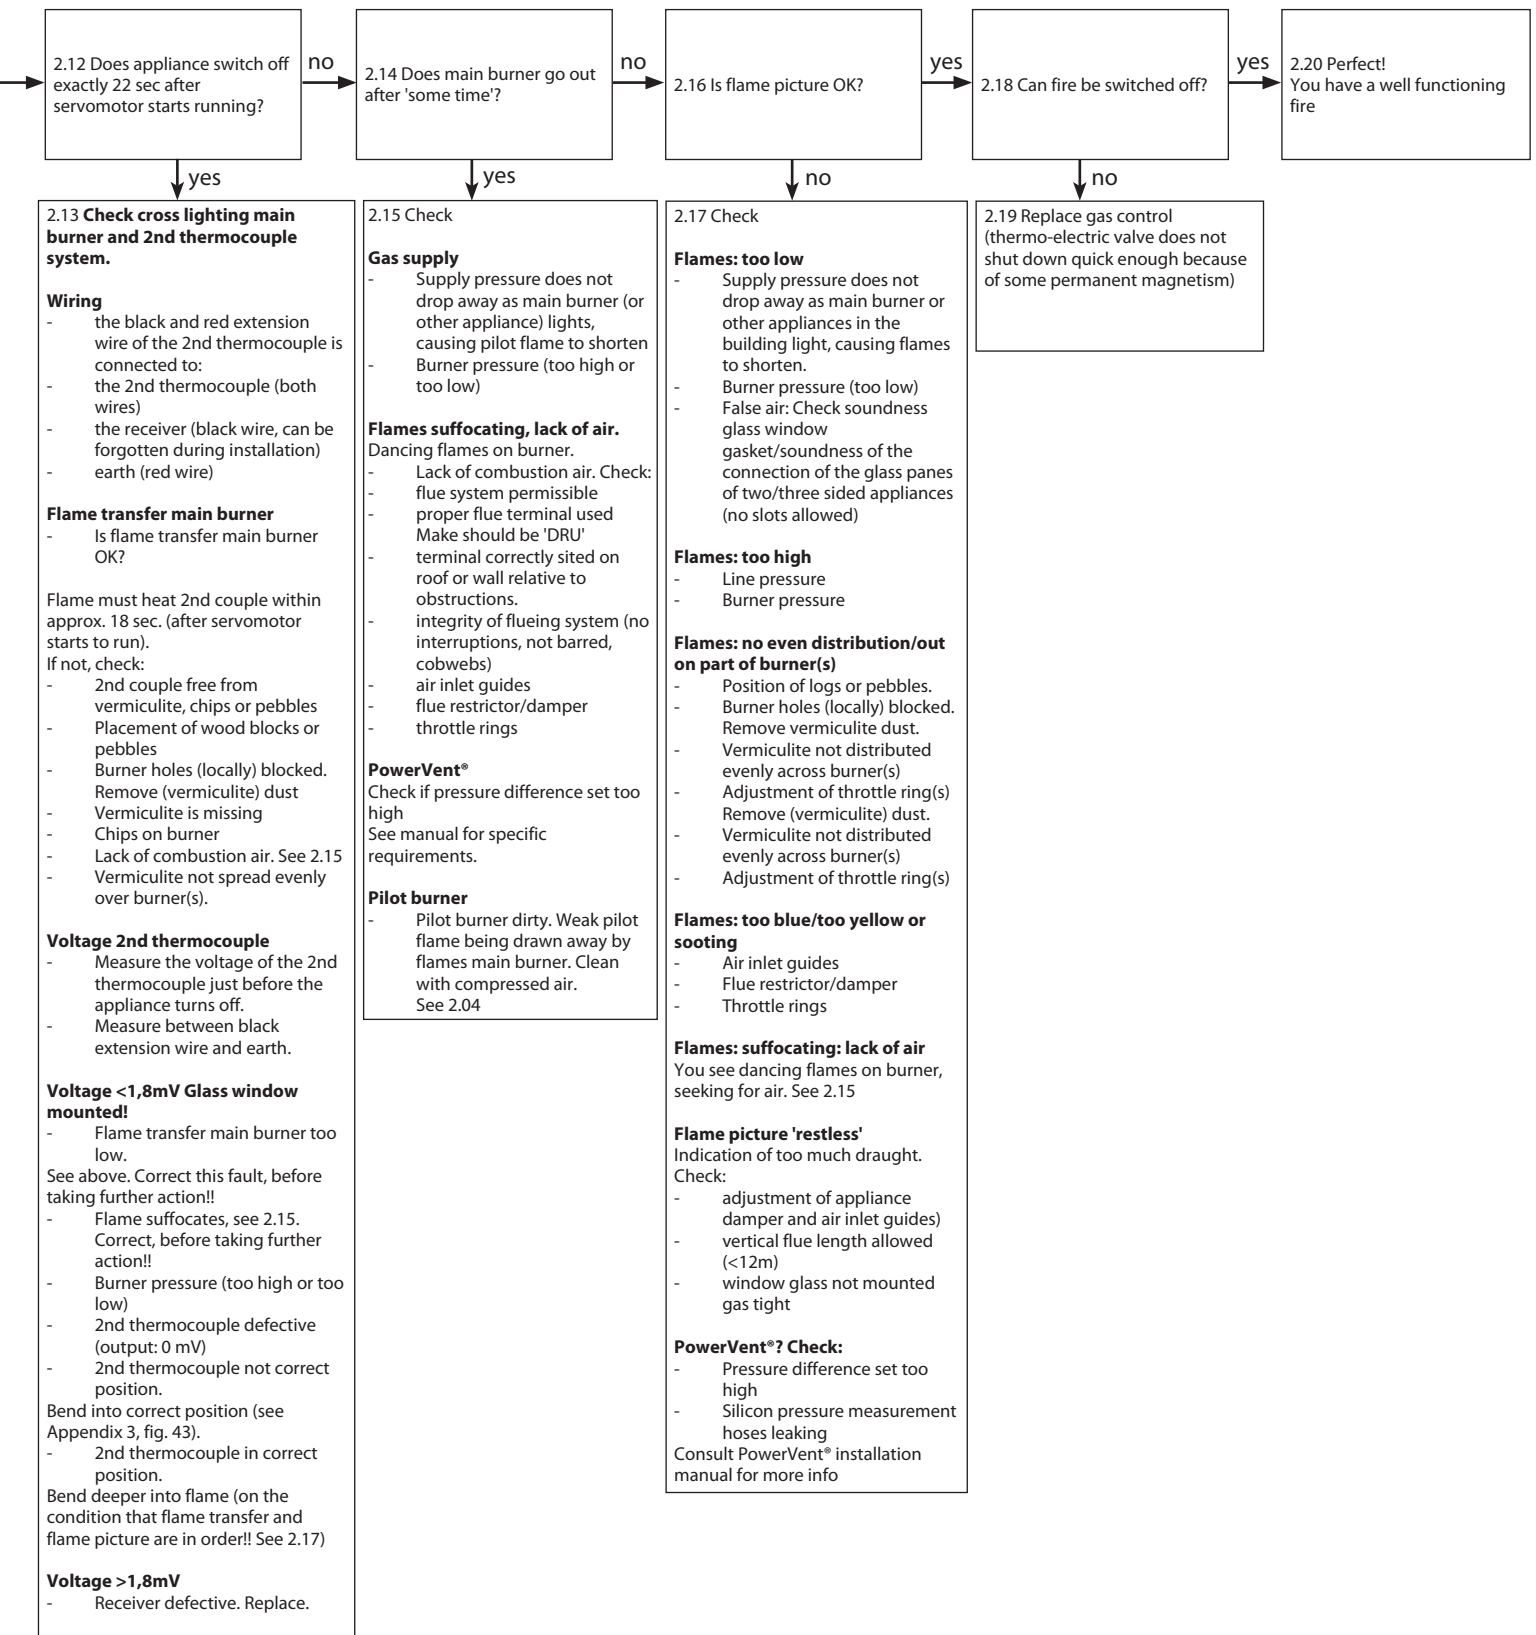 2.12 Does appliance switch off
exactly 22 sec after
servomotor starts running?
no
2.14 Does main burner go out
after 'some time'?
no
2.16 Is flame picture OK?
yes
2.18 Can fire be switched off?
yes
2.20 Perfect!
You have a well functioning
fire
yes
yes
no
no
2.13 Check cross lighting main
burner and 2nd thermocouple
system.
Wiring
- the black and red extension
wire of the 2nd thermocouple is
connected to:
- the 2nd thermocouple (both
wires)
- the receiver (black wire, can be
forgotten during installation)
- earth (red wire)
Flame transfer main burner
- Is flame transfer main burner
OK?
Flame must heat 2nd couple within
approx. 18 sec. (after servomotor
starts to run).
If not, check:
- 2nd couple free from
vermiculite, chips or pebbles
- Placement of wood blocks or
pebbles
- Burner holes (locally) blocked.
Remove (vermiculite) dust
- Vermiculite is missing
- Chips on burner
- Lack of combustion air. See 2.15
- Vermiculite not spread evenly
over burner(s).
Voltage 2nd thermocouple
- Measure the voltage of the 2nd
thermocouple just before the
appliance turns off.
- Measure between black
extension wire and earth.
Voltage <1,8mV Glass window
mounted!
- Flame transfer main burner too
low.
See above. Correct this fault, before
taking further action!!
- Flame suffocates, see 2.15.
Correct, before taking further
action!!
- Burner pressure (too high or too
low)
- 2nd thermocouple defective
(output: 0 mV)
- 2nd thermocouple not correct
position.
Bend into correct position (see
Appendix 3, fig. 43).
- 2nd thermocouple in correct
position.
Bend deeper into flame (on the
condition that flame transfer and
flame picture are in order!! See 2.17)
Voltage >1,8mV
- Receiver defective. Replace.
2.15 Check
Gas supply
- Supply pressure does not
drop away as main burner (or
other appliance) lights,
causing pilot flame to shorten
- Burner pressure (too high or
too low)
Flames suffocating, lack of air.
Dancing flames on burner.
- Lack of combustion air. Check:
- flue system permissible
- proper flue terminal used
Make should be 'DRU'
- terminal correctly sited on
roof or wall relative to
obstructions.
- integrity of flueing system (no
interruptions, not barred,
cobwebs)
- air inlet guides
- flue restrictor/damper
- throttle rings
PowerVent®
Check if pressure difference set too
high
See manual for specific
requirements.
Pilot burner
- Pilot burner dirty. Weak pilot
flame being drawn away by
flames main burner. Clean
with compressed air.
See 2.04
2.17 Check
Flames: too low
- Supply pressure does not
drop away as main burner or
other appliances in the
building light, causing flames
to shorten.
- Burner pressure (too low)
- False air: Check soundness
glass window
gasket/soundness of the
connection of the glass panes
of two/three sided appliances
(no slots allowed)
Flames: too high
- Line pressure
- Burner pressure
Flames: no even distribution/out
on part of burner(s)
- Position of logs or pebbles.
- Burner holes (locally) blocked.
Remove vermiculite dust.
- Vermiculite not distributed
evenly across burner(s)
- Adjustment of throttle ring(s)
Remove (vermiculite) dust.
- Vermiculite not distributed
evenly across burner(s)
- Adjustment of throttle ring(s)
Flames: too blue/too yellow or
sooting
- Air inlet guides
- Flue restrictor/damper
- Throttle rings
Flames: suffocating: lack of air
You see dancing flames on burner,
seeking for air. See 2.15
Flame picture 'restless'
Indication of too much draught.
Check:
- adjustment of appliance
damper and air inlet guides)
- vertical flue length allowed
(<12m)
- window glass not mounted
gas tight
PowerVent®? Check:
- Pressure difference set too
high
- Silicon pressure measurement
hoses leaking
Consult PowerVent® installation
manual for more info
2.19 Replace gas control
(thermo-electric valve does not
shut down quick enough because
of some permanent magnetism)